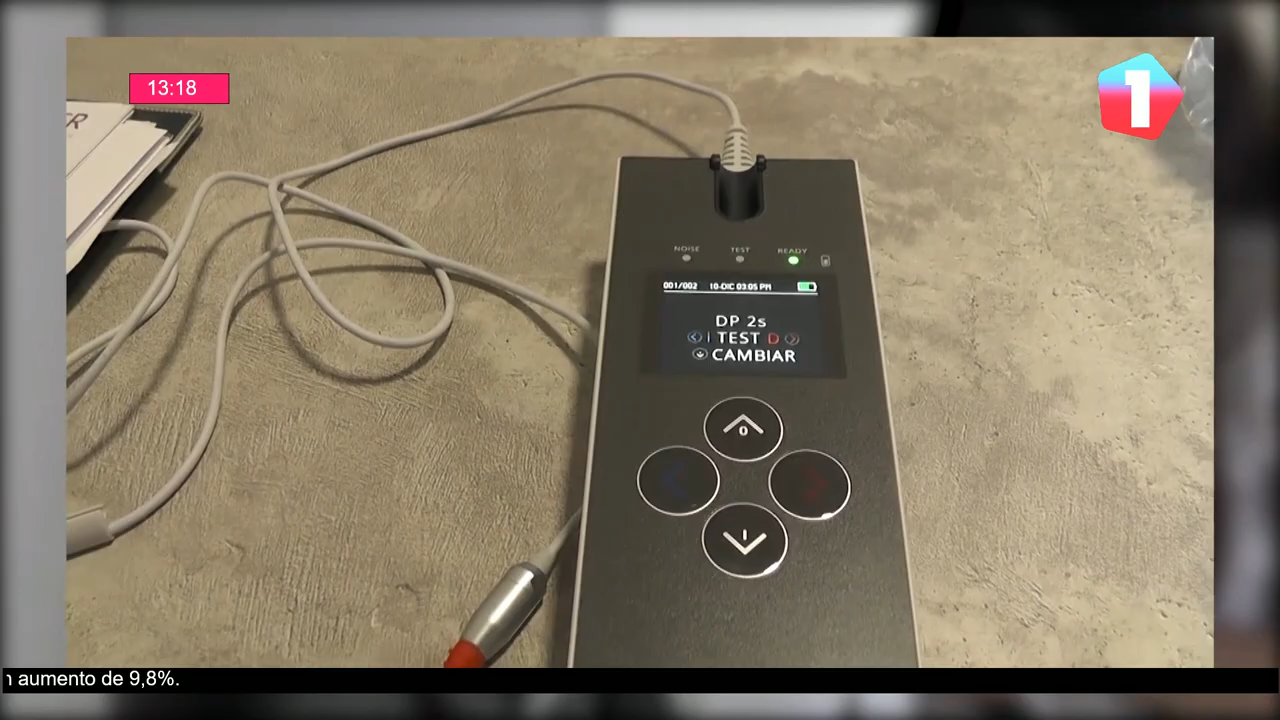 13:18
1
NOISE TEST READY
001/002 10-DIC 03:05 PM
DP 2s
I TEST D
CAMBIAR
0
I
aumento de 9,8%.